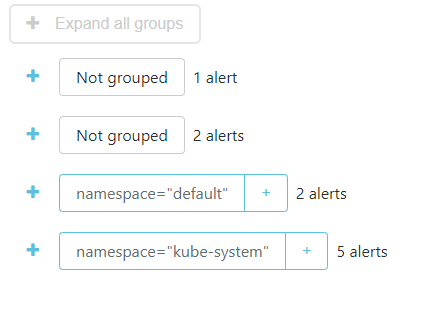 + Expand all groups
+ Not grouped 1 alert
+ Not grouped 2 alerts
+ namespace="default" + 2 alerts
+ namespace="kube-system" + 5 alerts